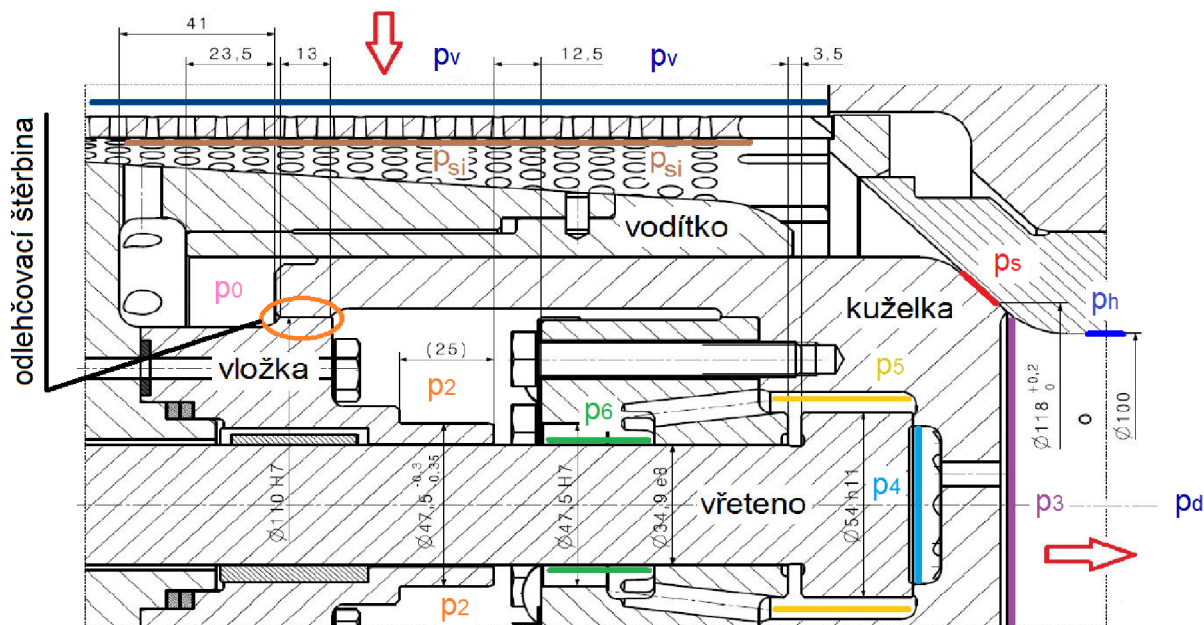 41
23,5
13
pv
12,5
pv
3,5
odlehčovací štěrbina
psi
psi
vodítko
p0
kuželka
ps
ph
vložka
(25)
p2
p5
p6
p4
vřeteno
p3
pd
p2
Ø110 H7
Ø47,5 -0.3 -0.35
Ø47,5 H7
Ø34,9 e8
Ø54 h11
Ø118 +0,2 0
o
Ø100